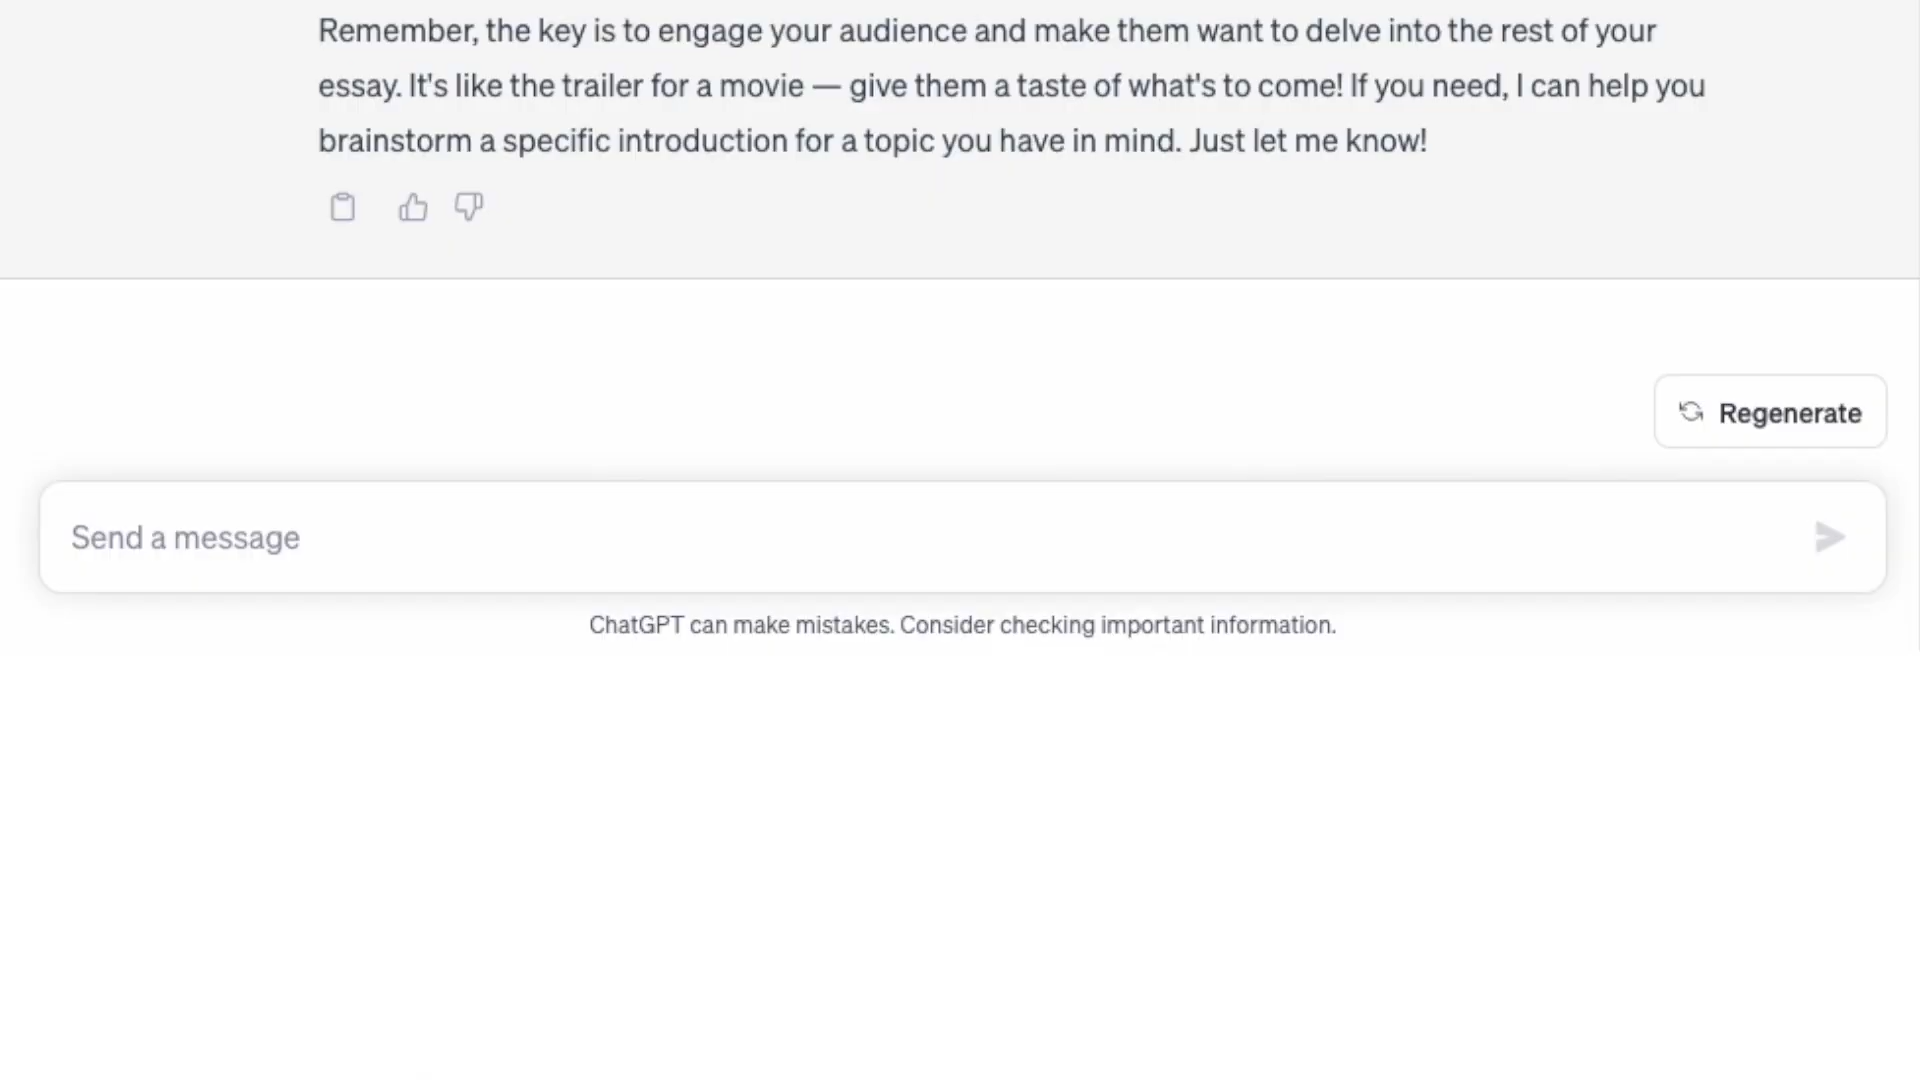 Remember, the key is to engage your audience and make them want to delve into the rest of your
essay. It's like the trailer for a movie — give them a taste of what's to come! If you need, I can help you
brainstorm a specific introduction for a topic you have in mind. Just let me know!
Regenerate
Send a message
ChatGPT can make mistakes. Consider checking important information.